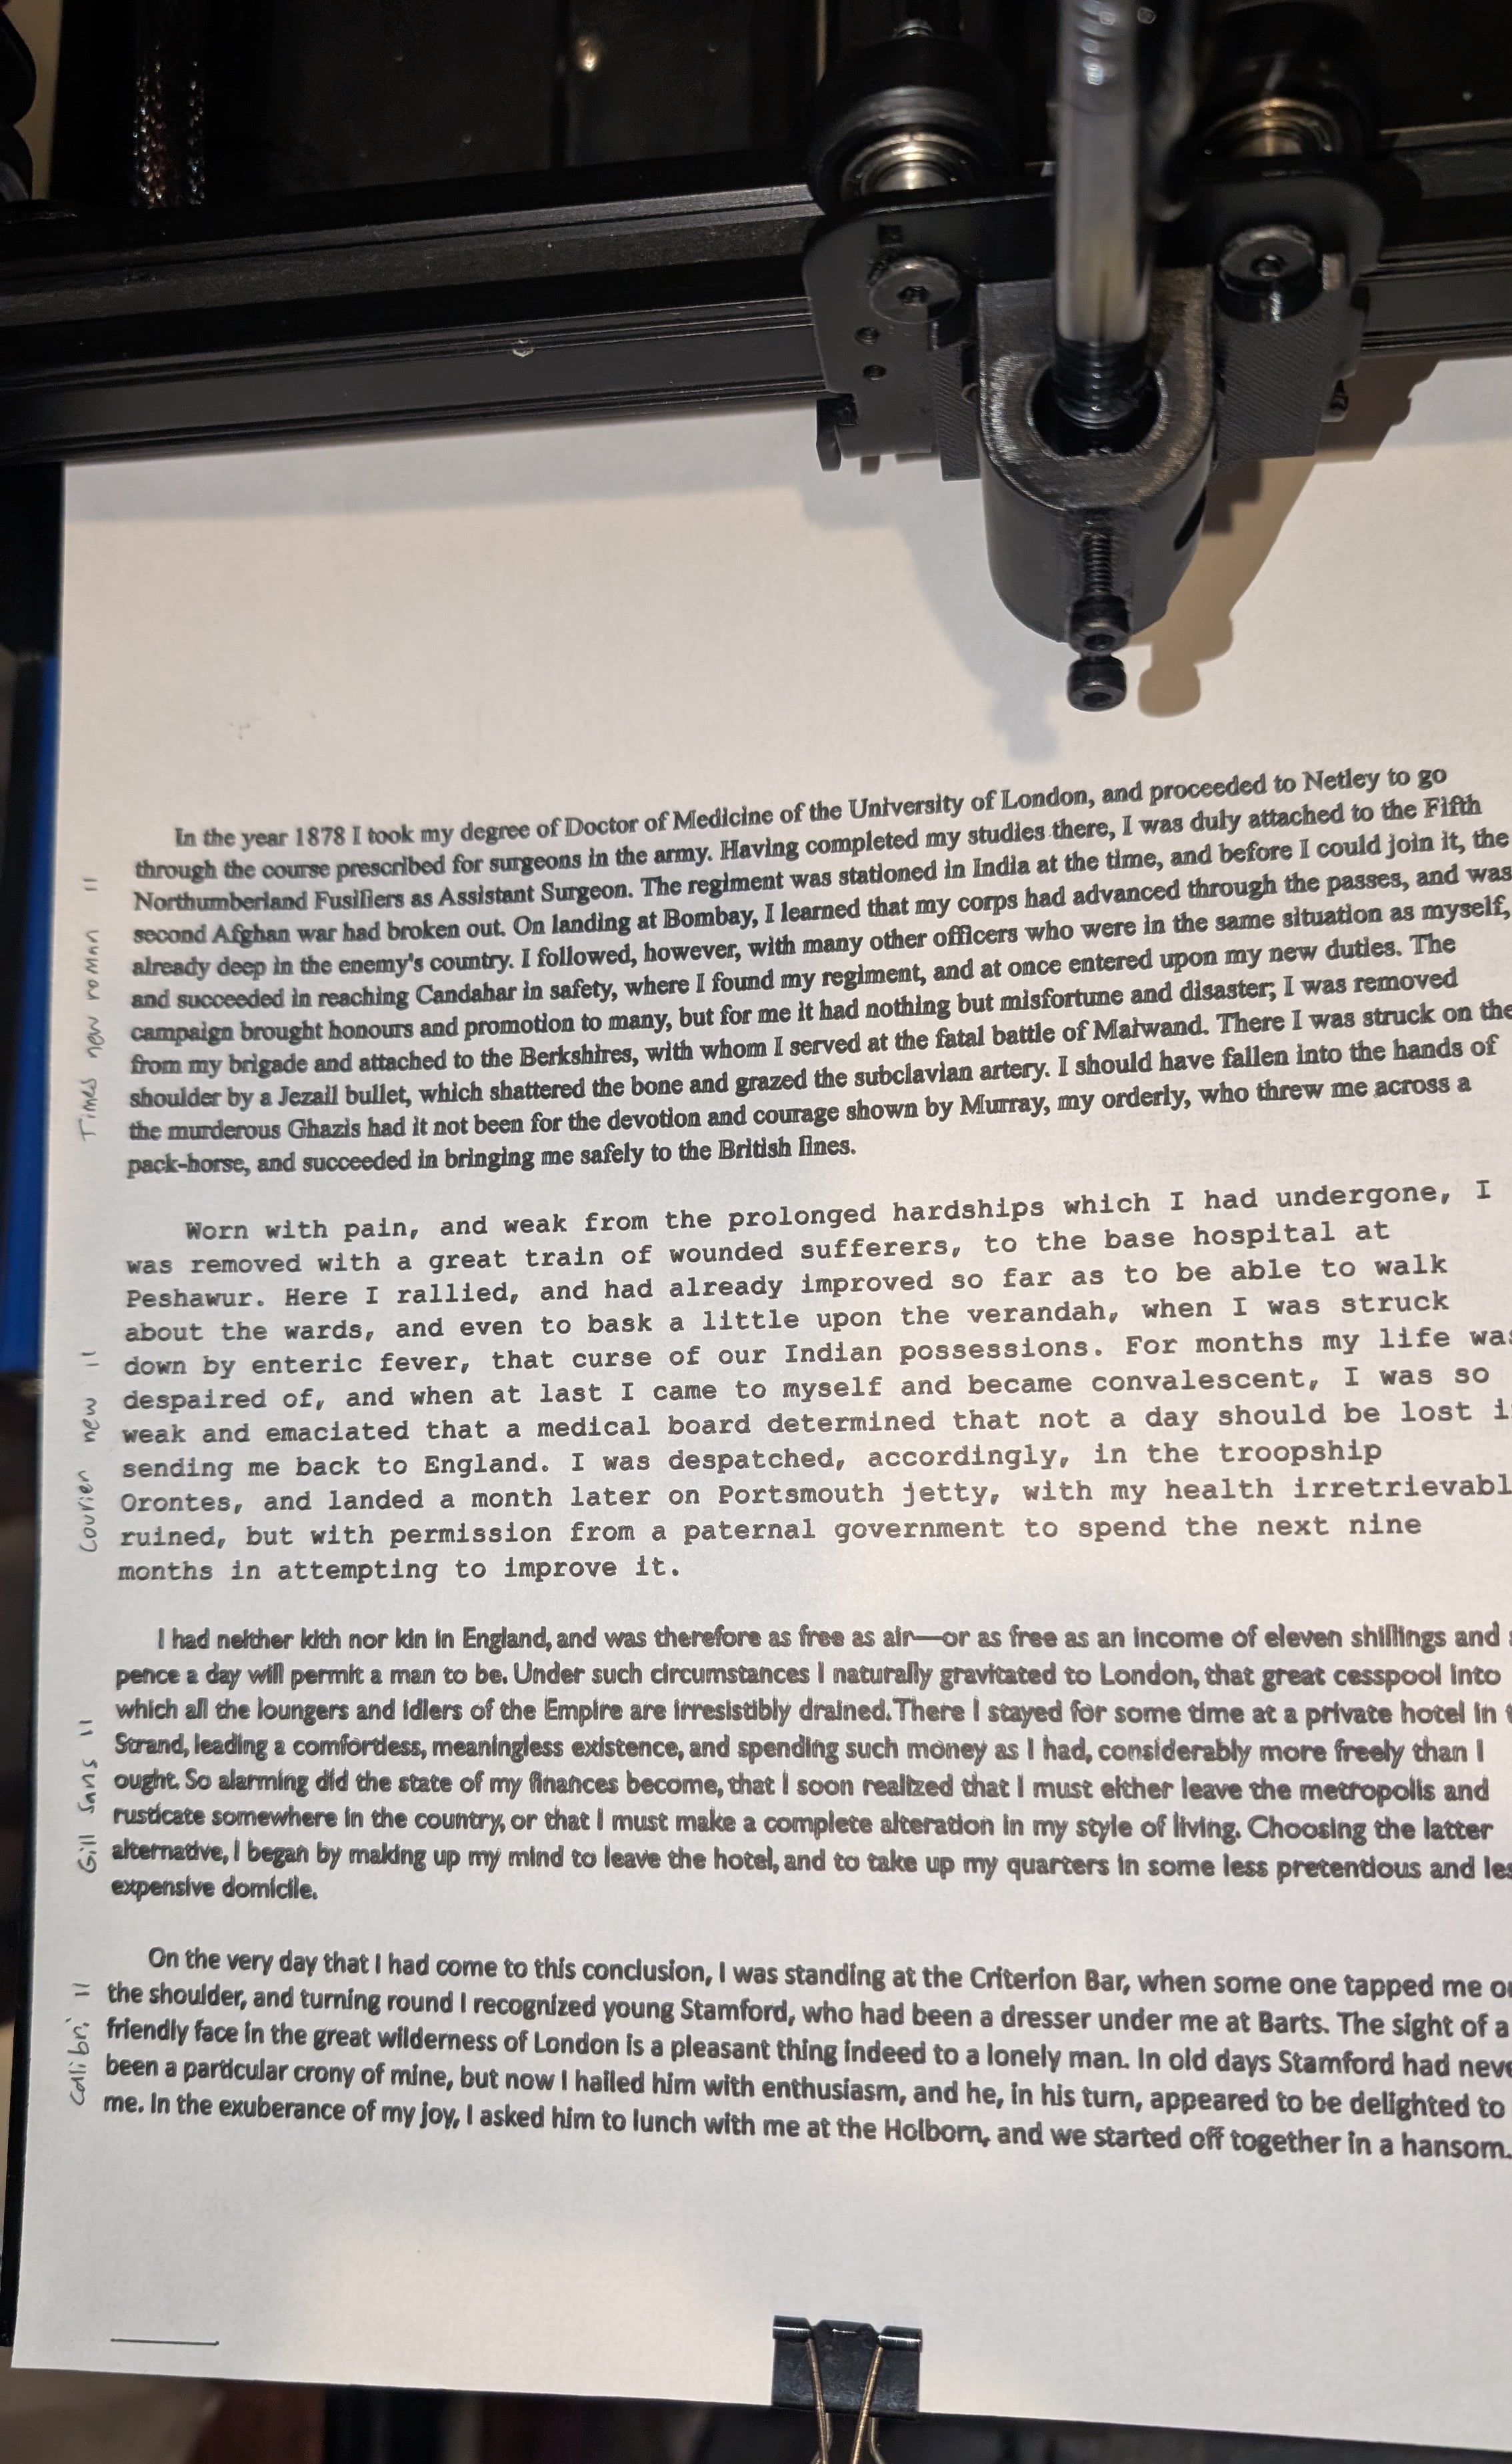 In the year 1878 I took my degree of Doctor of Medicine of the University of London, and proceeded to Netley to go
through the course prescribed for surgeons in the army. Having completed my studies there, I was duly attached to the Fifth
Northumberland Fusiliers as Assistant Surgeon. The regiment was stationed in India at the time, and before I could join it, the
second Afghan war had broken out. On landing at Bombay, I learned that my corps had advanced through the passes, and was
already deep in the enemy's country. I followed, however, with many other officers who were in the same situation as myself,
and succeeded in reaching Candahar in safety, where I found my regiment, and at once entered upon my new duties. The
campaign brought honours and promotion to many, but for me it had nothing but misfortune and disaster; I was removed
from my brigade and attached to the Berkshires, with whom I served at the fatal battle of Maiwand. There I was struck on the
shoulder by a Jezail bullet, which shattered the bone and grazed the subclavian artery. I should have fallen into the hands of
the murderous Ghazis had it not been for the devotion and courage shown by Murray, my orderly, who threw me across a
pack-horse, and succeeded in bringing me safely to the British lines.
Times new roman 11
Worn with pain, and weak from the prolonged hardships which I had undergone, I
was removed with a great train of wounded sufferers, to the base hospital at
Peshawur. Here I rallied, and had already improved so far as to be able to walk
about the wards, and even to bask a little upon the verandah, when I was struck
down by enteric fever, that curse of our Indian possessions. For months my life was
despaired of, and when at last I came to myself and became convalescent, I was so
weak and emaciated that a medical board determined that not a day should be lost i
sending me back to England. I was despatched, accordingly, in the troopship
Orontes, and landed a month later on Portsmouth jetty, with my health irretrievabl
ruined, but with permission from a paternal government to spend the next nine
months in attempting to improve it.
Courier new 11
I had neither kith nor kin in England, and was therefore as free as air—or as free as an income of eleven shillings and
pence a day will permit a man to be. Under such circumstances I naturally gravitated to London, that great cesspool into
which all the loungers and idlers of the Empire are irresistibly drained. There I stayed for some time at a private hotel in
Strand, leading a comfortless, meaningless existence, and spending such money as I had, considerably more freely than I
ought. So alarming did the state of my finances become, that I soon realized that I must either leave the metropolis and
rusticate somewhere in the country, or that I must make a complete alteration in my style of living. Choosing the latter
alternative, I began by making up my mind to leave the hotel, and to take up my quarters in some less pretentious and les
expensive domicile.
Gill sans 11
On the very day that I had come to this conclusion, I was standing at the Criterion Bar, when some one tapped me on
the shoulder, and turning round I recognized young Stamford, who had been a dresser under me at Barts. The sight of a
friendly face in the great wilderness of London is a pleasant thing indeed to a lonely man. In old days Stamford had neve
been a particular crony of mine, but now I hailed him with enthusiasm, and he, in his turn, appeared to be delighted to
me. In the exuberance of my joy, I asked him to lunch with me at the Holborn, and we started off together in a hansom.
Callibri 11